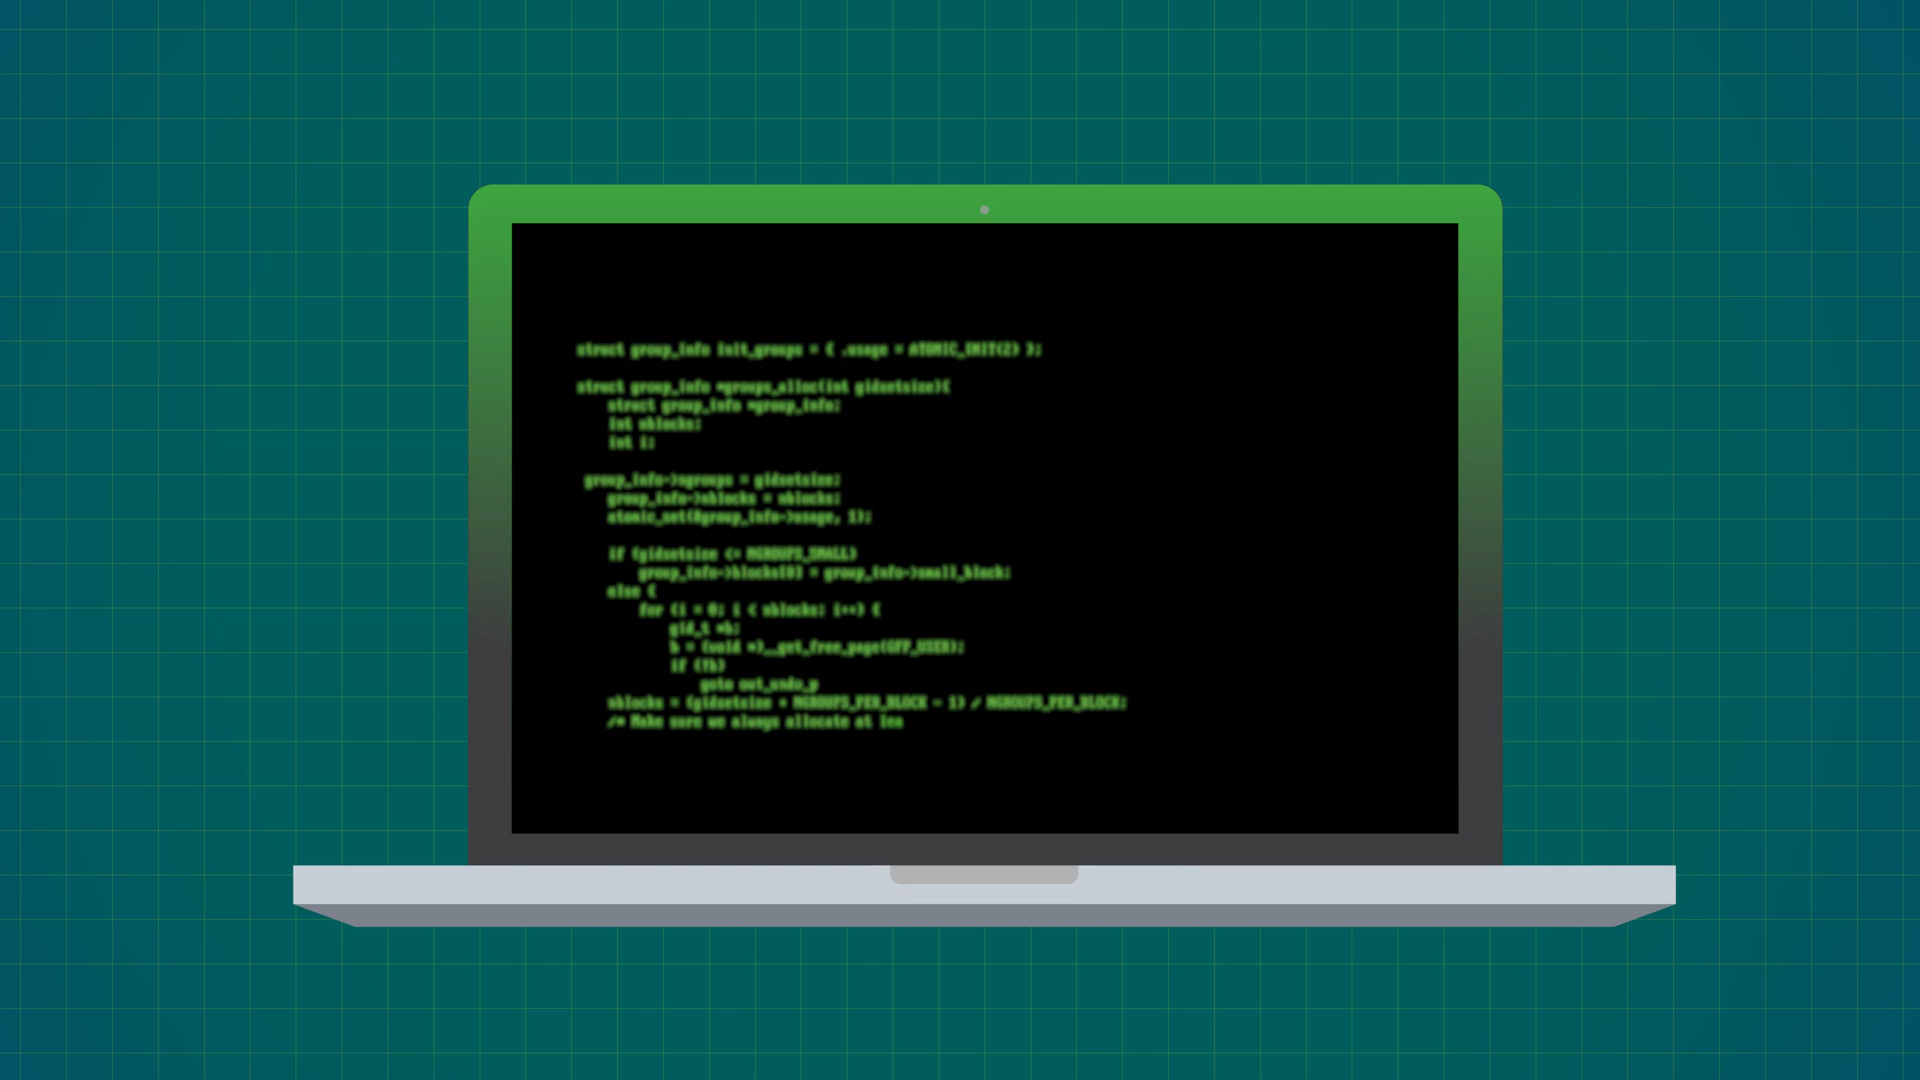 struct group_info init_groups = { .usage = ATOMIC_INIT(2) };
struct group_info *groups_alloc(int gidsetsize){
struct group_info *group_info;
int nblocks;
int i;
group_info->ngroups = gidsetsize;
group_info->nblocks = nblocks;
atomic_set(&group_info->usage, 1);
if (gidsetsize <= NGROUPS_SMALL)
group_info->blocks[0] = group_info->small_block;
else {
for (i = 0; i < nblocks; i++) {
gid_t *b;
b = (void *)__get_free_page(GFP_USER);
if (!b)
goto out_undo_p
nblocks = (gidsetsize + NGROUPS_PER_BLOCK - 1) / NGROUPS_PER_BLOCK;
/* Make sure we always allocate at lea